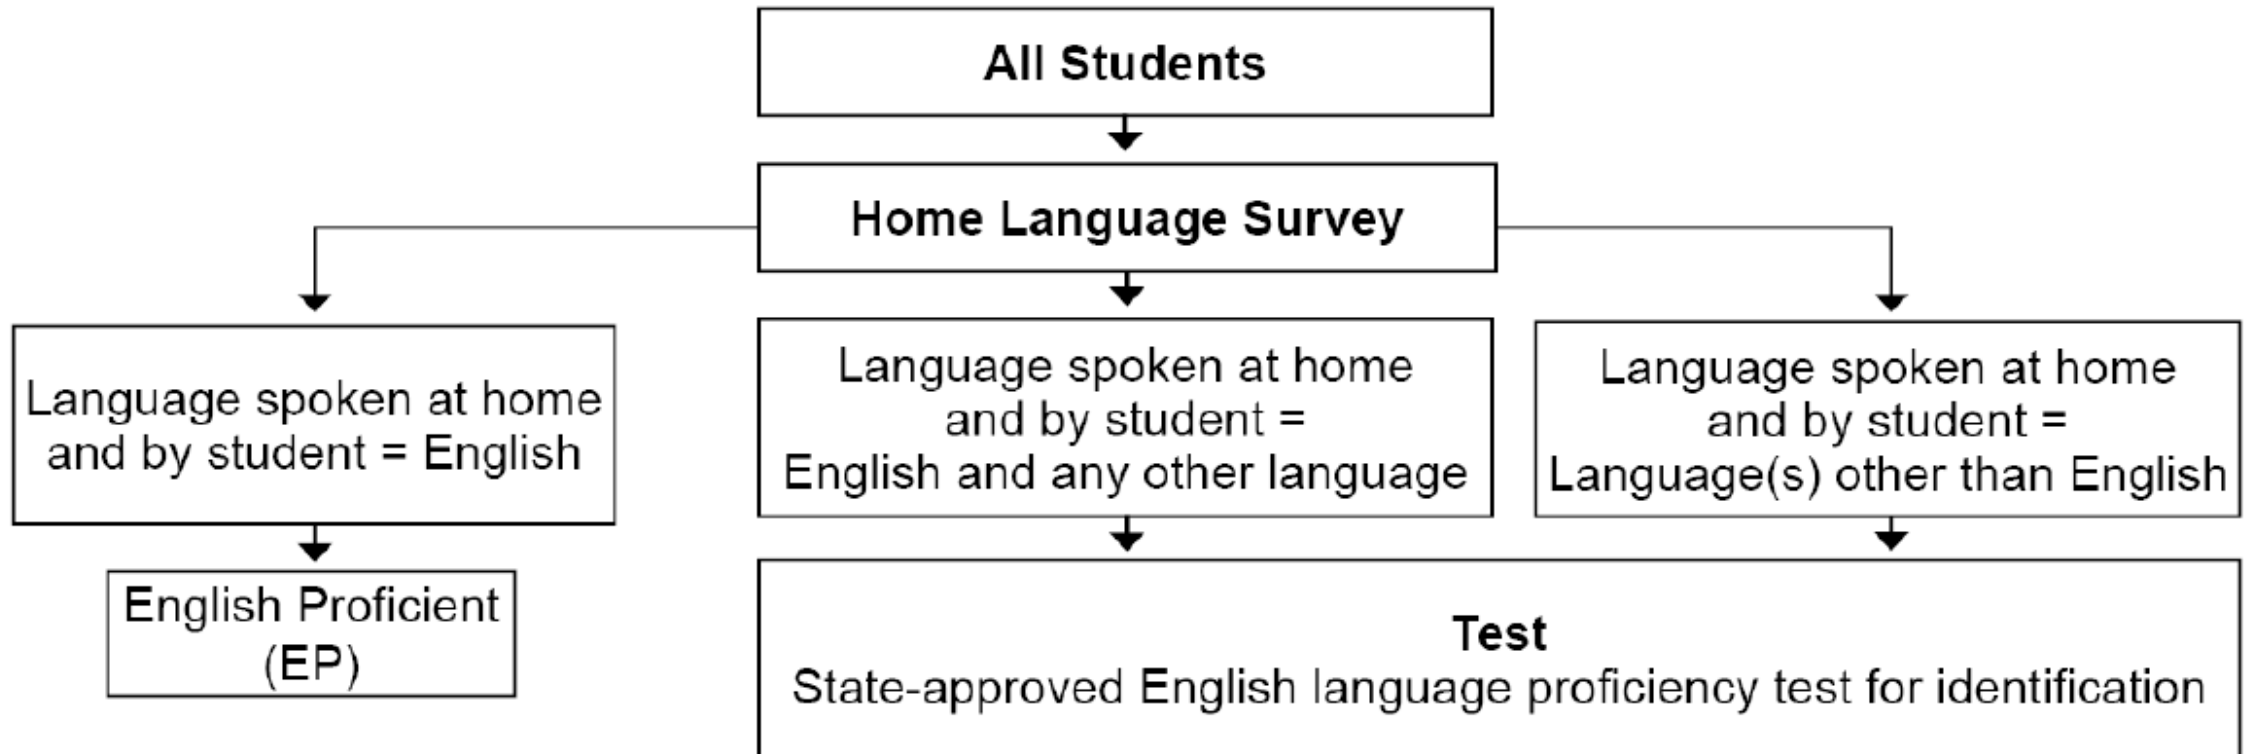 All Students
Home Language Survey
Language spoken at home
and by student = English
Language spoken at home
and by student =
English and any other language
Language spoken at home
and by student =
Language(s) other than English
English Proficient
(EP)
Test
State-approved English language proficiency test for identification